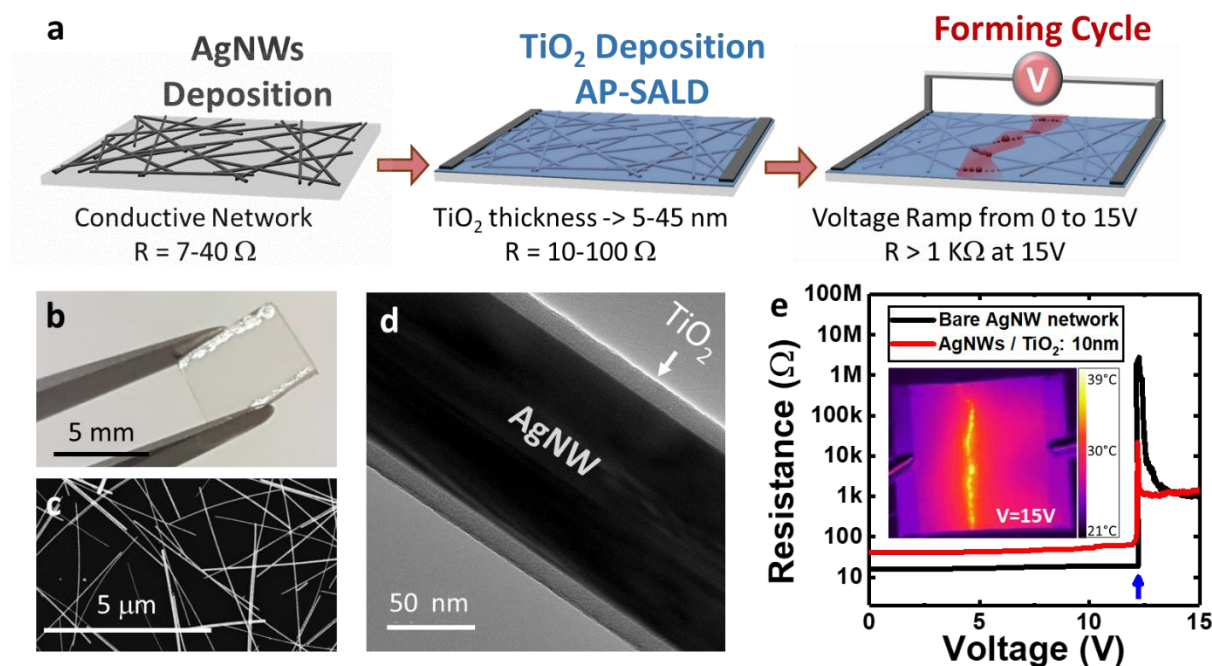 a
AgNWs
Deposition
Conductive Network
R = 7-40 Ω
TiO₂ Deposition
AP-SALD
TiO₂ thickness -> 5-45 nm
R = 10-100 Ω
Forming Cycle
V
Voltage Ramp from 0 to 15V
R > 1 KΩ at 15V
b
5 mm
c
5 μm
d
TiO₂
AgNW
50 nm
e
Resistance (Ω)
100M
10M
1M
100k
10k
1k
100
10
Bare AgNW network
AgNWs / TiO₂: 10nm
39°C
30°C
21°C
V=15V
0
5
10
15
Voltage (V)